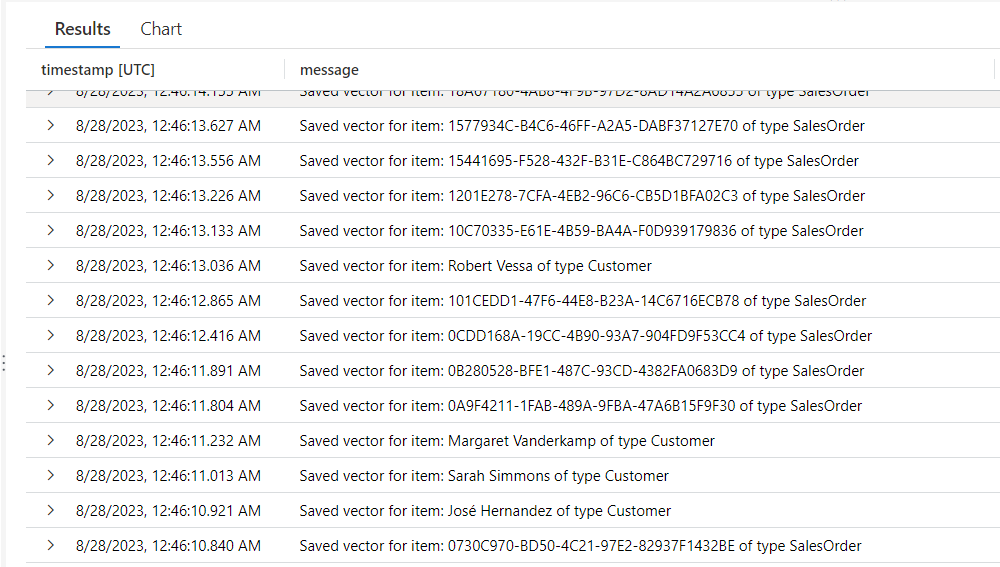 Results Chart
timestamp [UTC] message
8/28/2023, 12:46:14.155 AM Saved vector for item: 18A07180-4AB8-4F9B-97D2-8AD14A2A0855 of type SalesOrder
8/28/2023, 12:46:13.627 AM Saved vector for item: 1577934C-B4C6-46FF-A2A5-DABF37127E70 of type SalesOrder
8/28/2023, 12:46:13.556 AM Saved vector for item: 15441695-F528-432F-B31E-C864BC729716 of type SalesOrder
8/28/2023, 12:46:13.226 AM Saved vector for item: 1201E278-7CFA-4EB2-96C6-CB5D1BFA02C3 of type SalesOrder
8/28/2023, 12:46:13.133 AM Saved vector for item: 10C70335-E61E-4B59-BA4A-F0D939179836 of type SalesOrder
8/28/2023, 12:46:13.036 AM Saved vector for item: Robert Vessa of type Customer
8/28/2023, 12:46:12.865 AM Saved vector for item: 101CEDD1-47F6-44E8-B23A-14C6716ECB78 of type SalesOrder
8/28/2023, 12:46:12.416 AM Saved vector for item: 0CDD168A-19CC-4B90-93A7-904FD9F53CC4 of type SalesOrder
8/28/2023, 12:46:11.891 AM Saved vector for item: 0B280528-BFE1-487C-93CD-4382FA0683D9 of type SalesOrder
8/28/2023, 12:46:11.804 AM Saved vector for item: 0A9F4211-1FAB-489A-9FBA-47A6B15F9F30 of type SalesOrder
8/28/2023, 12:46:11.232 AM Saved vector for item: Margaret Vanderkamp of type Customer
8/28/2023, 12:46:11.013 AM Saved vector for item: Sarah Simmons of type Customer
8/28/2023, 12:46:10.921 AM Saved vector for item: José Hernandez of type Customer
8/28/2023, 12:46:10.840 AM Saved vector for item: 0730C970-BD50-4C21-97E2-82937F1432BE of type SalesOrder